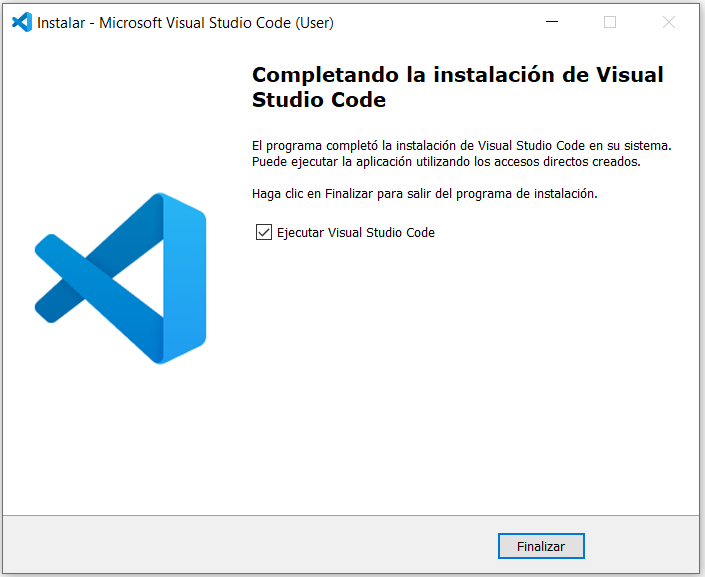 Instalar - Microsoft Visual Studio Code (User)
Completando la instalación de Visual
Studio Code
El programa completó la instalación de Visual Studio Code en su sistema.
Puede ejecutar la aplicación utilizando los accesos directos creados.
Haga clic en Finalizar para salir del programa de instalación.
Ejecutar Visual Studio Code
Finalizar